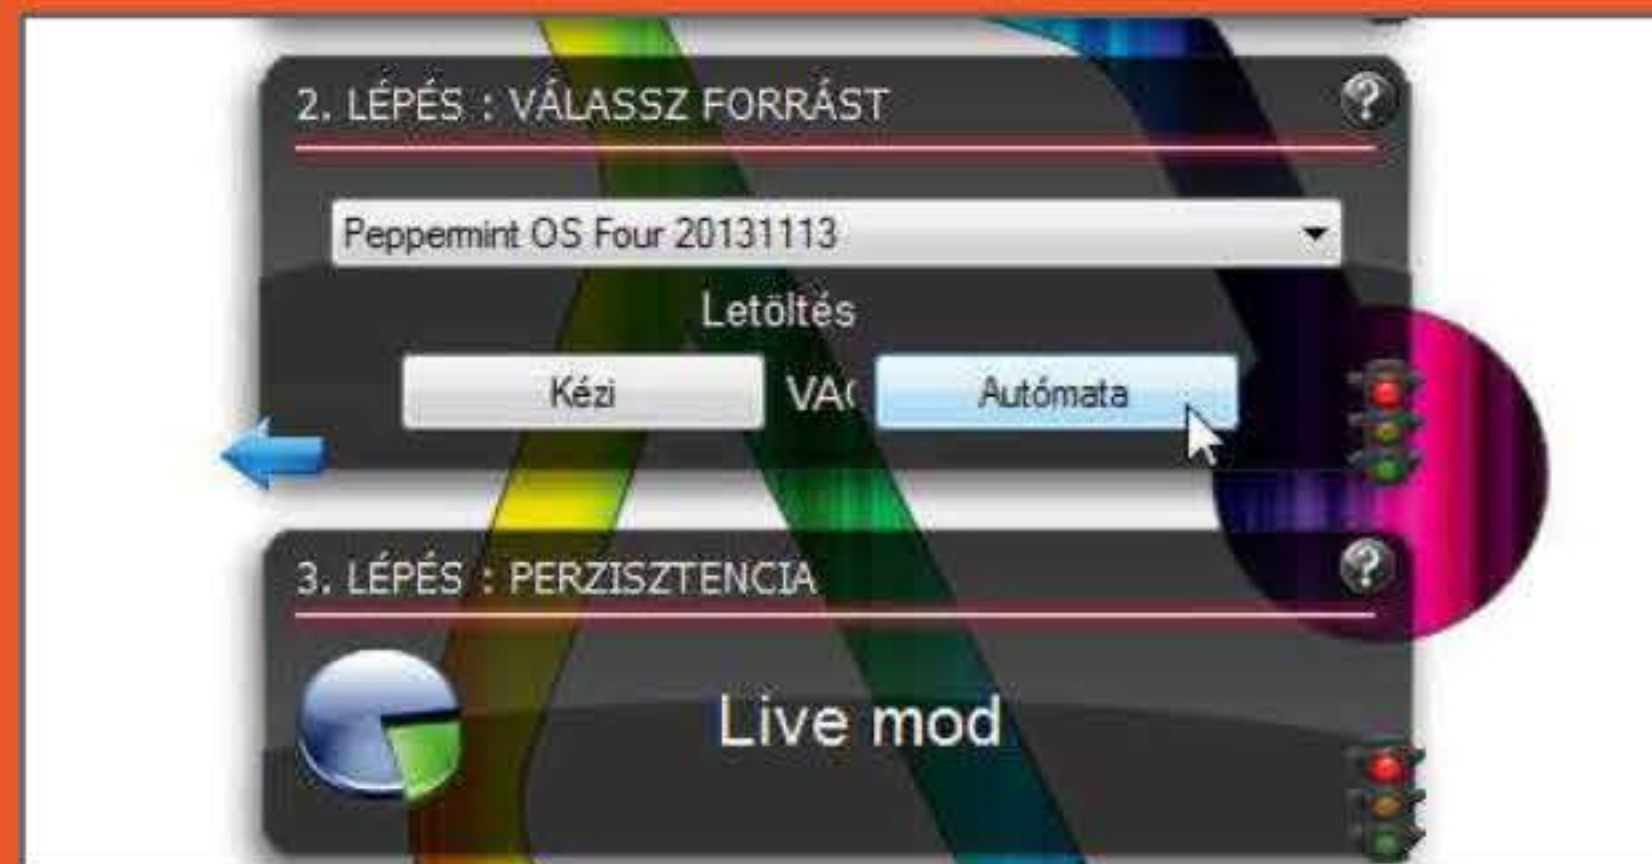 2. LÉPÉS : VÁLASSZ FORRÁST
Peppermint OS Four 20131113
Letöltés
Kézi
Autómata
3. LÉPÉS : PERZISZTENCIA
Live mod